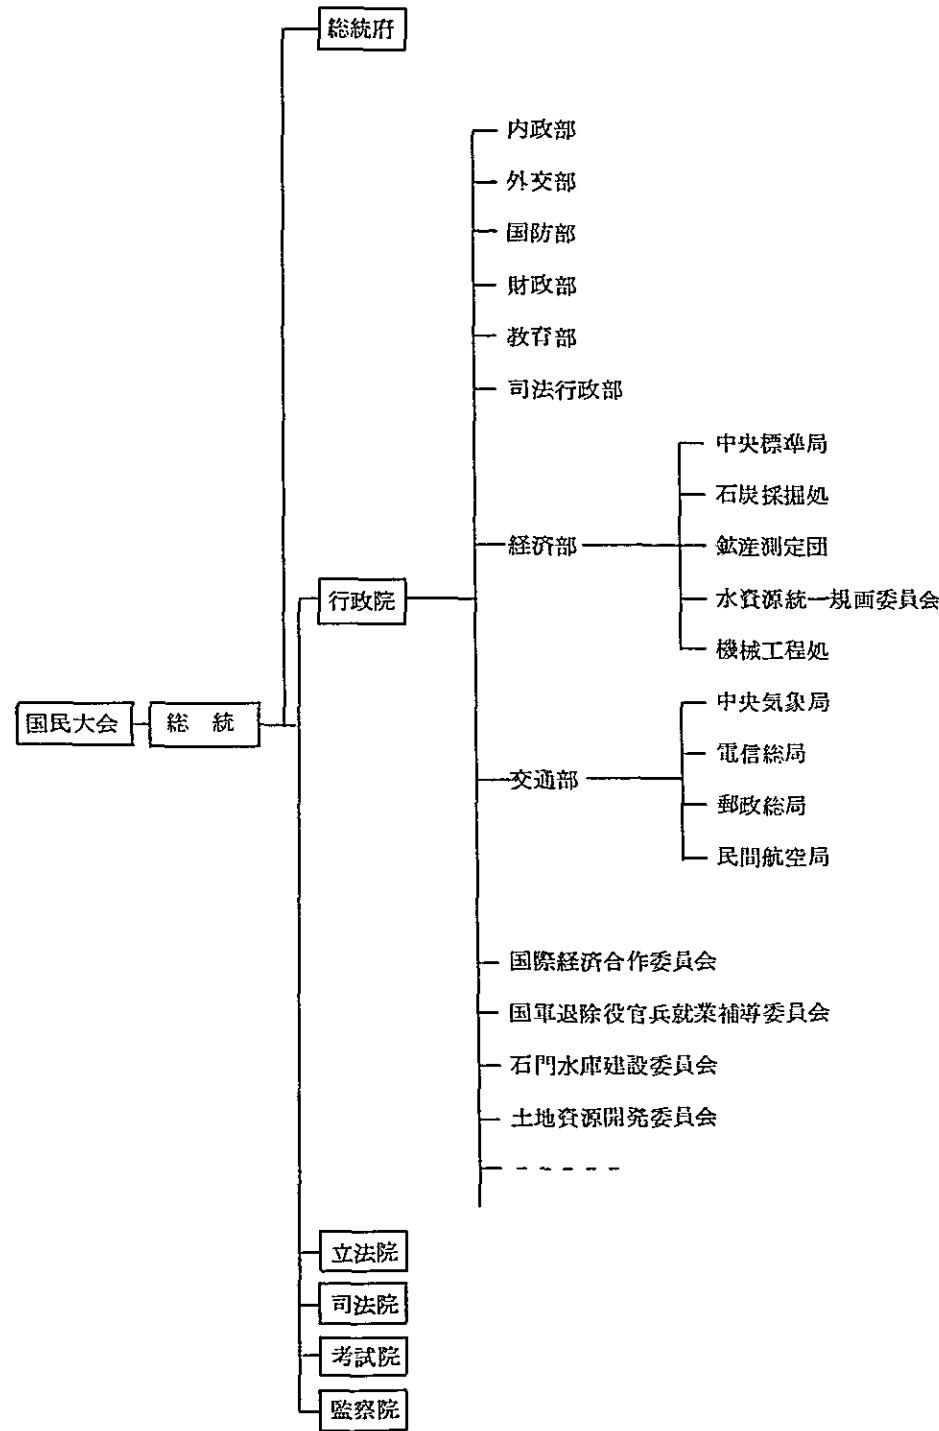 総統府
内政部
外交部
国防部
財政部
教育部
司法行政部
中央標準局
石炭採掘処
経済部
鉱産測定団
行政院
水資源統一規画委員会
機械工程処
国民大会
総統
中央気象局
電信総局
交通部
郵政総局
民間航空局
国際経済合作委員会
国軍退除役官兵就業補導委員会
石門水庫建設委員会
土地資源開発委員会
立法院
司法院
考試院
監察院